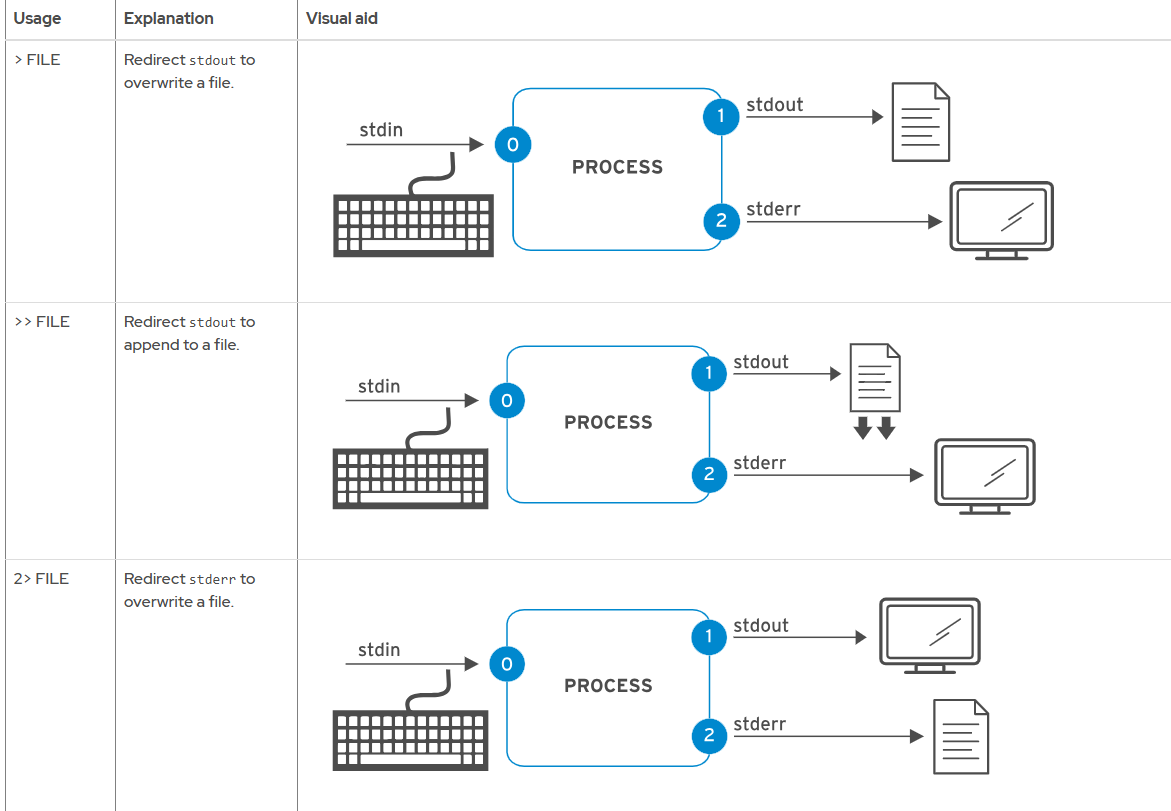 Usage Explanation Visual aid
> FILE
Redirect stdout to
overwrite a file.
stdin
0
PROCESS
1
stdout
2
stderr
>> FILE
Redirect stdout to
append to a file.
stdin
0
PROCESS
1
stdout
2
stderr
2> FILE
Redirect stderr to
overwrite a file.
stdin
0
PROCESS
1
stdout
2
stderr